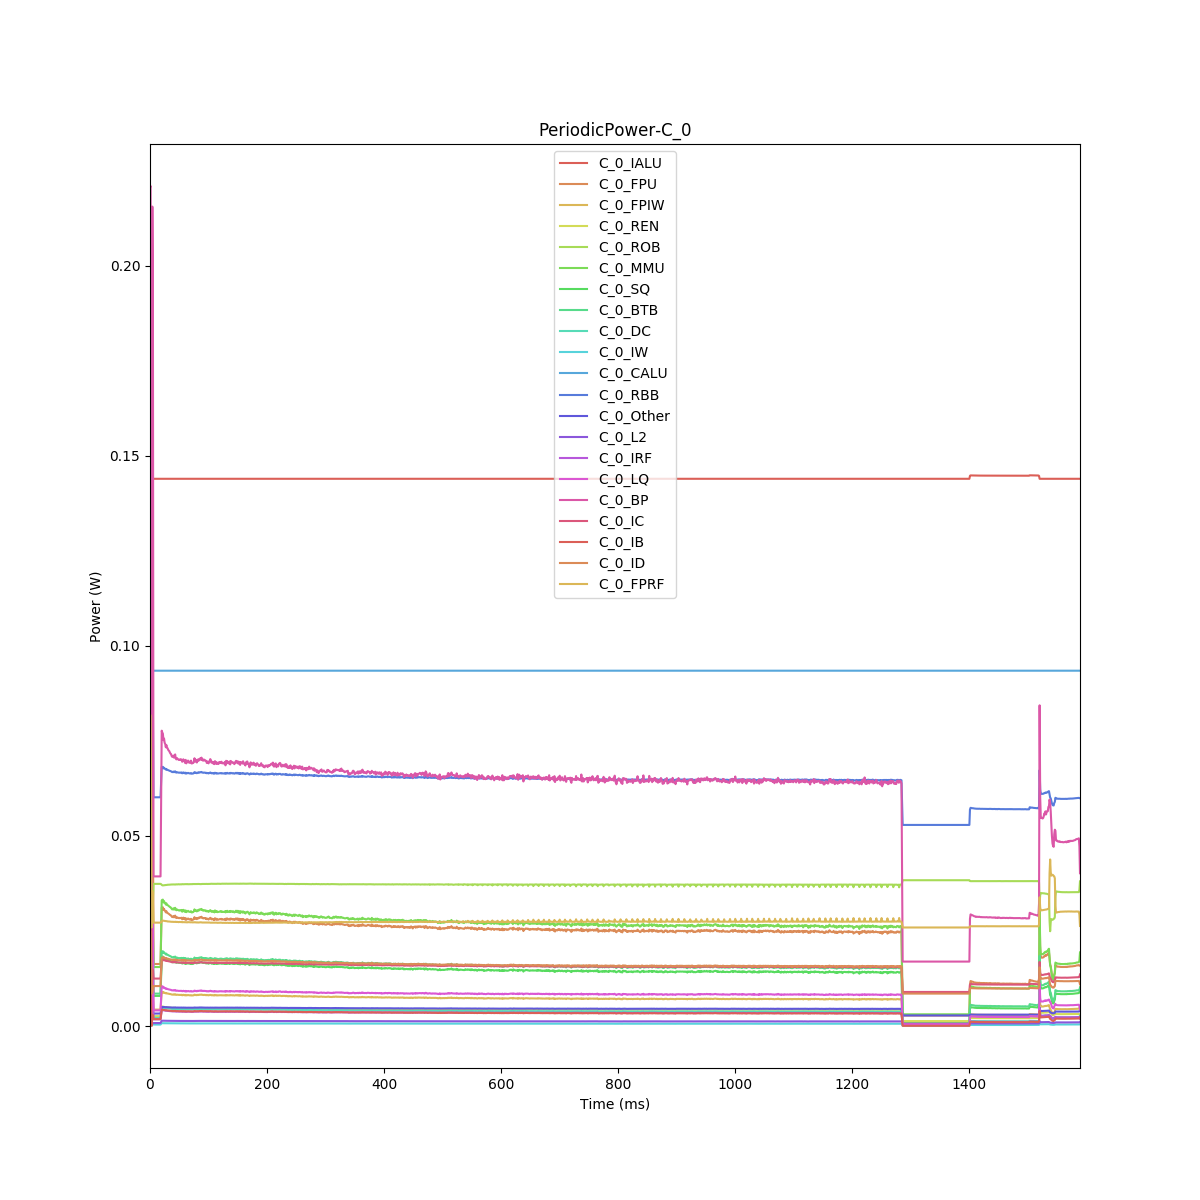 PeriodicPower-C_0
C_0_IALU
C_0_FPU
C_0_FPIW
C_0_REN
C_0_ROB
C_0_MMU
C_0_SQ
C_0_BTB
C_0_DC
C_0_IW
C_0_CALU
C_0_RBB
C_0_Other
C_0_L2
C_0_IRF
C_0_LQ
C_0_BP
C_0_IC
C_0_IB
C_0_ID
C_0_FPRF
0.20
0.15
0.10
0.05
0.00
Power (W)
0 200 400 600 800 1000 1200 1400
Time (ms)